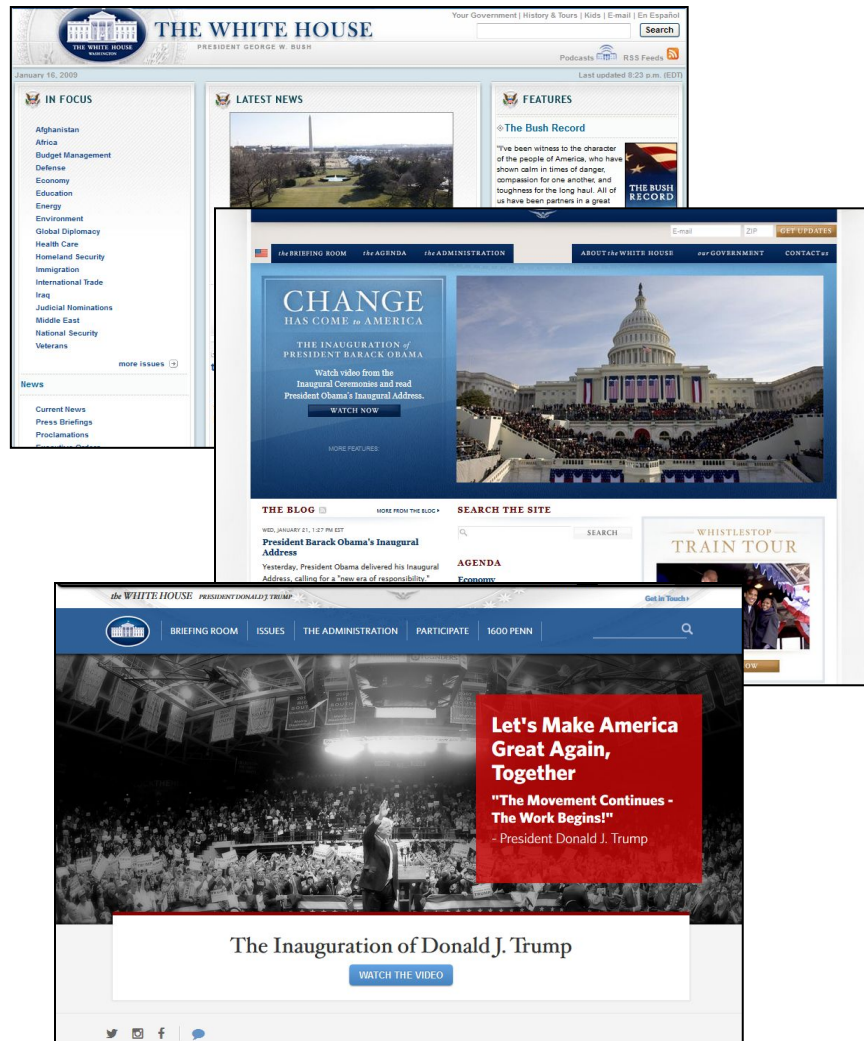 Your Government | History & Tours | Kids | E-mail | En Español
THE WHITE HOUSE
PRESIDENT GEORGE W. BUSH
Search
THE WHITE HOUSE
WASHINGTON
Podcasts RSS Feeds
January 16, 2009
Last updated 8:23 p.m. (EDT)
IN FOCUS
Afghanistan
Africa
Budget Management
Defense
Economy
Education
Energy
Environment
Global Diplomacy
Health Care
Homeland Security
Immigration
International Trade
Iraq
Judicial Nominations
Middle East
National Security
Veterans
more issues
News
Current News
Press Briefings
Proclamations
Executive Orders
LATEST NEWS
FEATURES
The Bush Record
"I've been witness to the character
of the people of America, who have
shown calm in times of danger,
compassion for one another, and
toughness for the long haul. All of
us have been partners in a great
THE BUSH
RECORD
E-mail ZIP GET UPDATES
the BRIEFING ROOM the AGENDA the ADMINISTRATION ABOUT the WHITE HOUSE our GOVERNMENT CONTACT us
CHANGE
HAS COME to AMERICA
THE INAUGURATION of
PRESIDENT BARACK OBAMA
Watch video from the
Inaugural Ceremonies and read
President Obama's Inaugural Address.
WATCH NOW
MORE FEATURES:
THE BLOG MORE FROM THE BLOG
WED, JANUARY 21, 1:27 PM EST
President Barack Obama's Inaugural
Address
Yesterday, President Obama delivered his Inaugural
Address, calling for a "new era of responsibility."
SEARCH THE SITE
SEARCH
AGENDA
Economy
WHISTLESTOP
TRAIN TOUR
OW
the WHITE HOUSE PRESIDENT DONALD J. TRUMP
Get in Touch
BRIEFING ROOM ISSUES THE ADMINISTRATION PARTICIPATE 1600 PENN
Let's Make America
Great Again,
Together
"The Movement Continues -
The Work Begins!"
- President Donald J. Trump
The Inauguration of Donald J. Trump
WATCH THE VIDEO